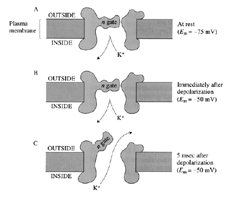 A
OUTSIDE
Plasma
membrane
n gate
At rest
(Em = −75 mV)
INSIDE
K+
B
OUTSIDE
n gate
Immediately after
depolarization
(Em = −50 mV)
INSIDE
K+
C
OUTSIDE
n gate
5 msec after
depolarization
(Em = −50 mV)
INSIDE
K+